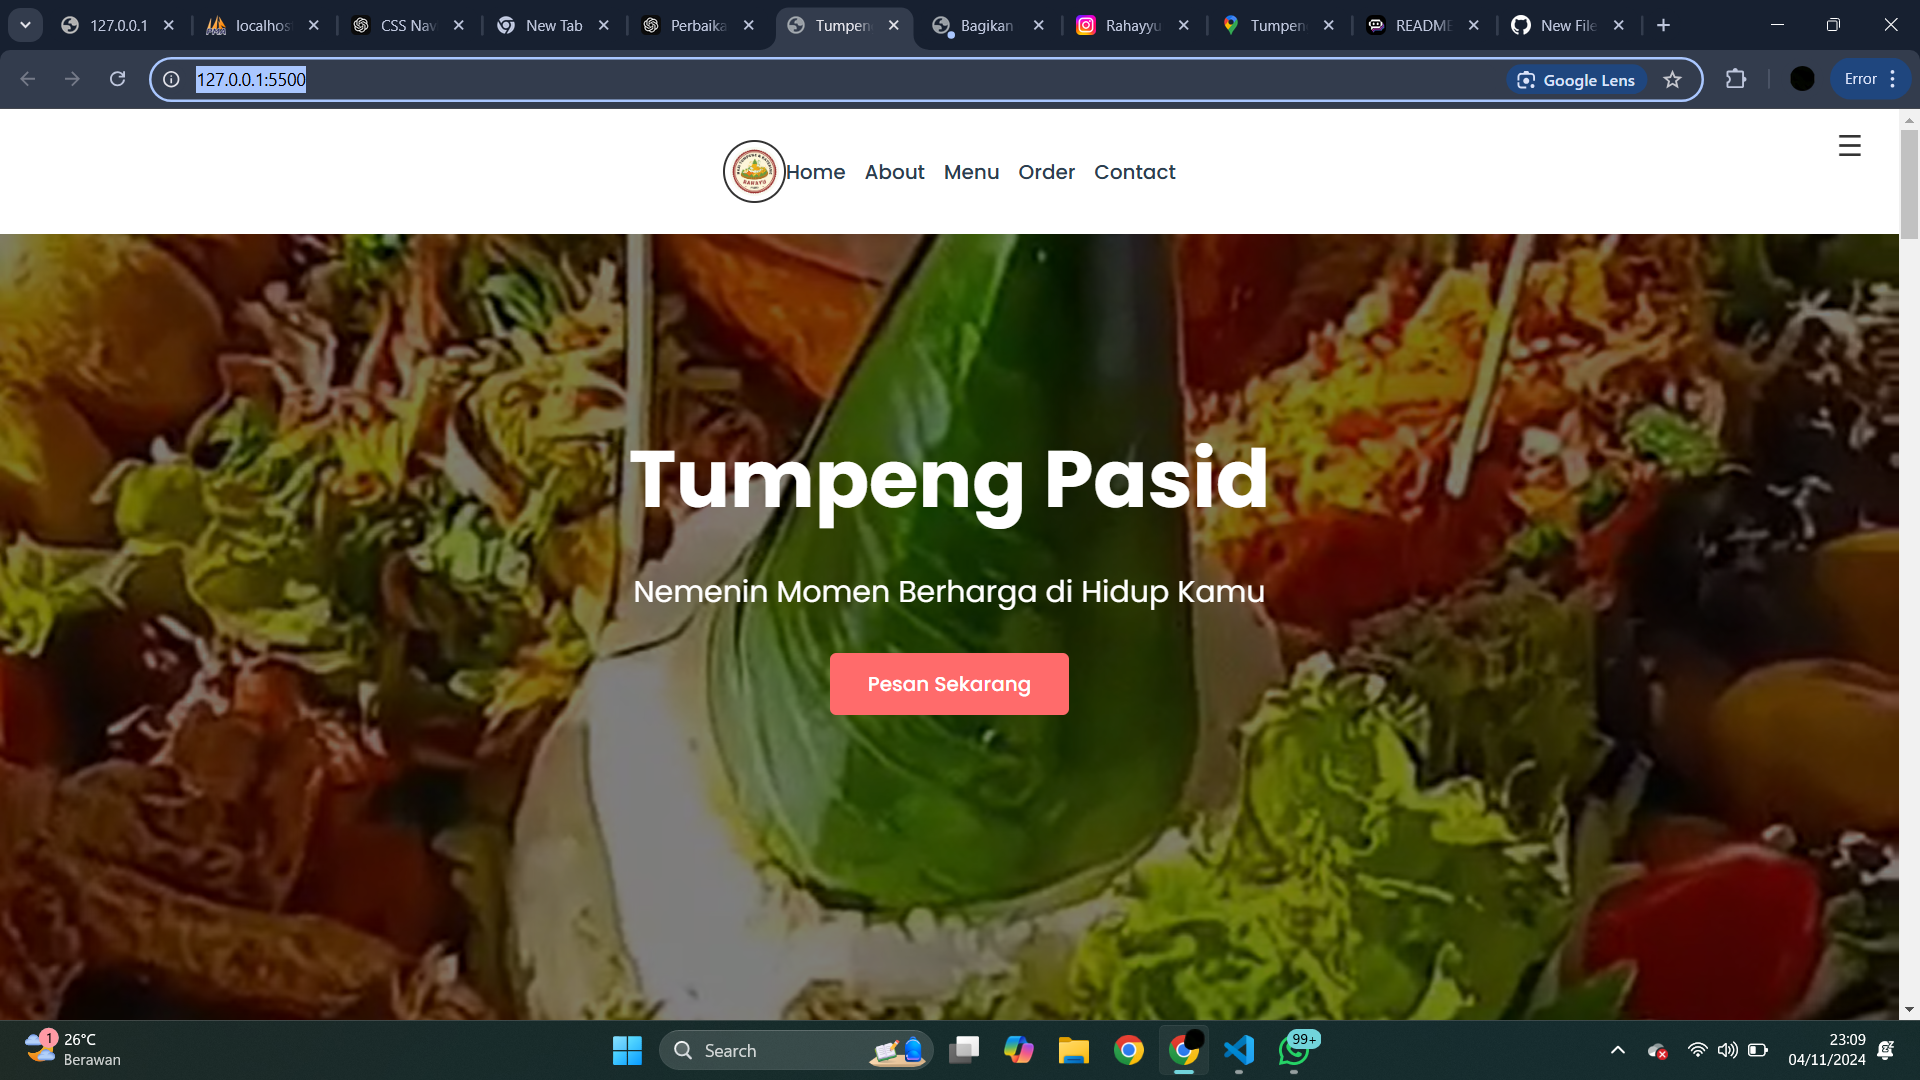 127.0.0.1
localhos
CSS Nav
New Tab
Perbaika
Tumpen
Bagikan
Rahayyu
Tumpen
README
New File
127.0.0.1:5500
Google Lens
Error
Home About Menu Order Contact
Tumpeng Pasid
Nemenin Momen Berharga di Hidup Kamu
Pesan Sekarang
1
26°C
Berawan
Search
99+
23:09
04/11/2024